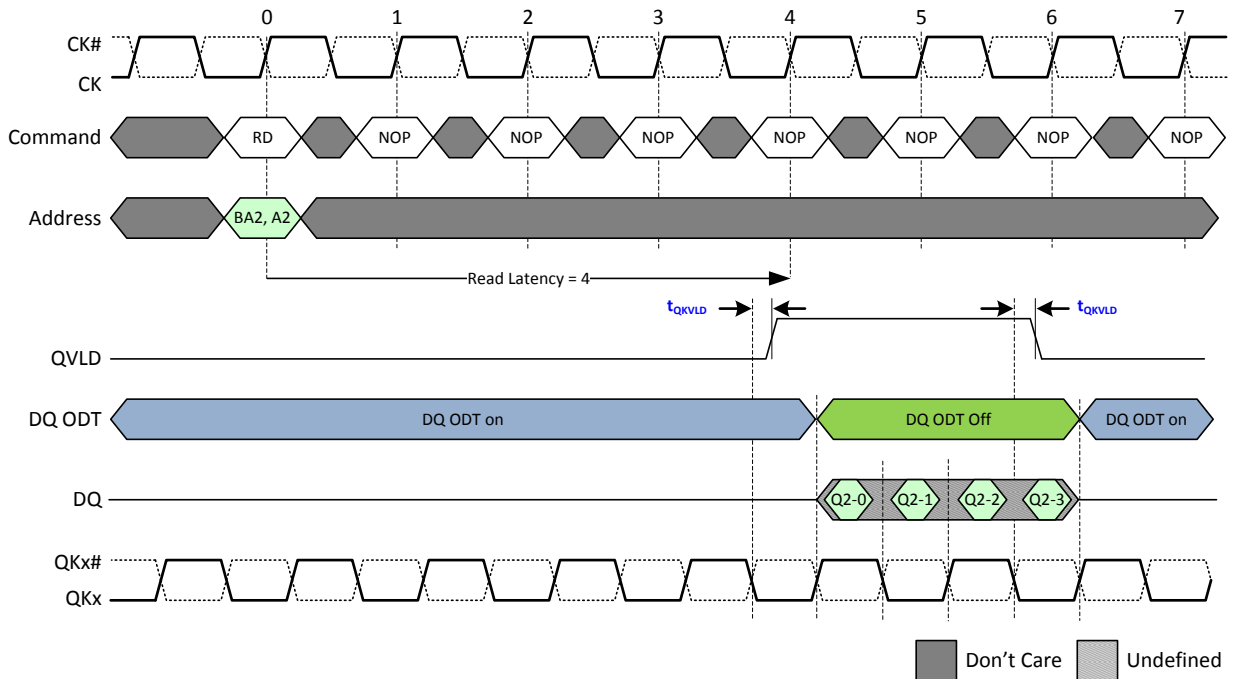 0 1 2 3 4 5 6 7
CK#
CK
Command RD NOP NOP NOP NOP NOP NOP NOP
Address BA2, A2
Read Latency = 4
tQKVLD tQKVLD
QVLD
DQ ODT DQ ODT on DQ ODT Off DQ ODT on
DQ Q2-0 Q2-1 Q2-2 Q2-3
QKx#
QKx
Don't Care Undefined